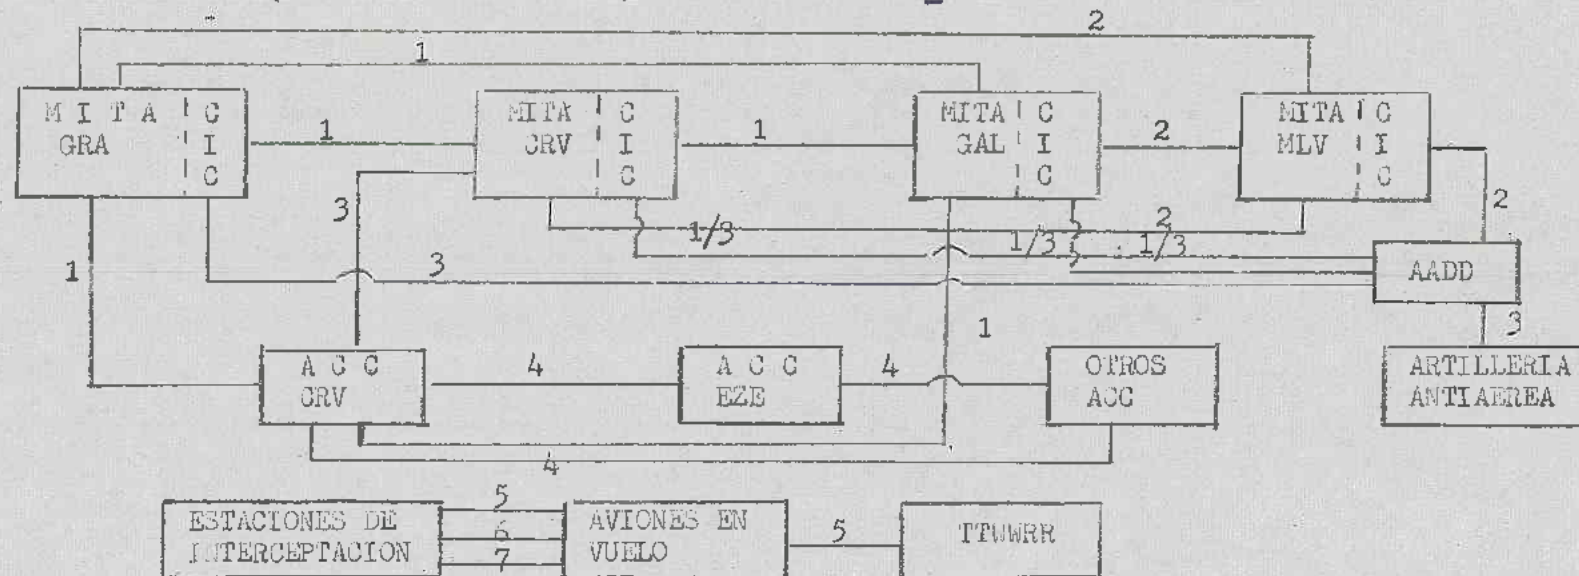 2
1
M I T A C
GRA I
C
1
MITA C
CRV I
C
1
MITA C
GAL I
C
2
MITA C
MLV I
C
3
2
1/3
2
1/3
1/3
1
3
AADD
1
3
A C C
CRV
4
A C C
EZE
4
OTROS
ACC
ARTILLERIA
ANTIAEREA
4
ESTACIONES DE
INTERCEPTACION
5
6
7
AVIONES EN
VUELO
5
TTWWRR